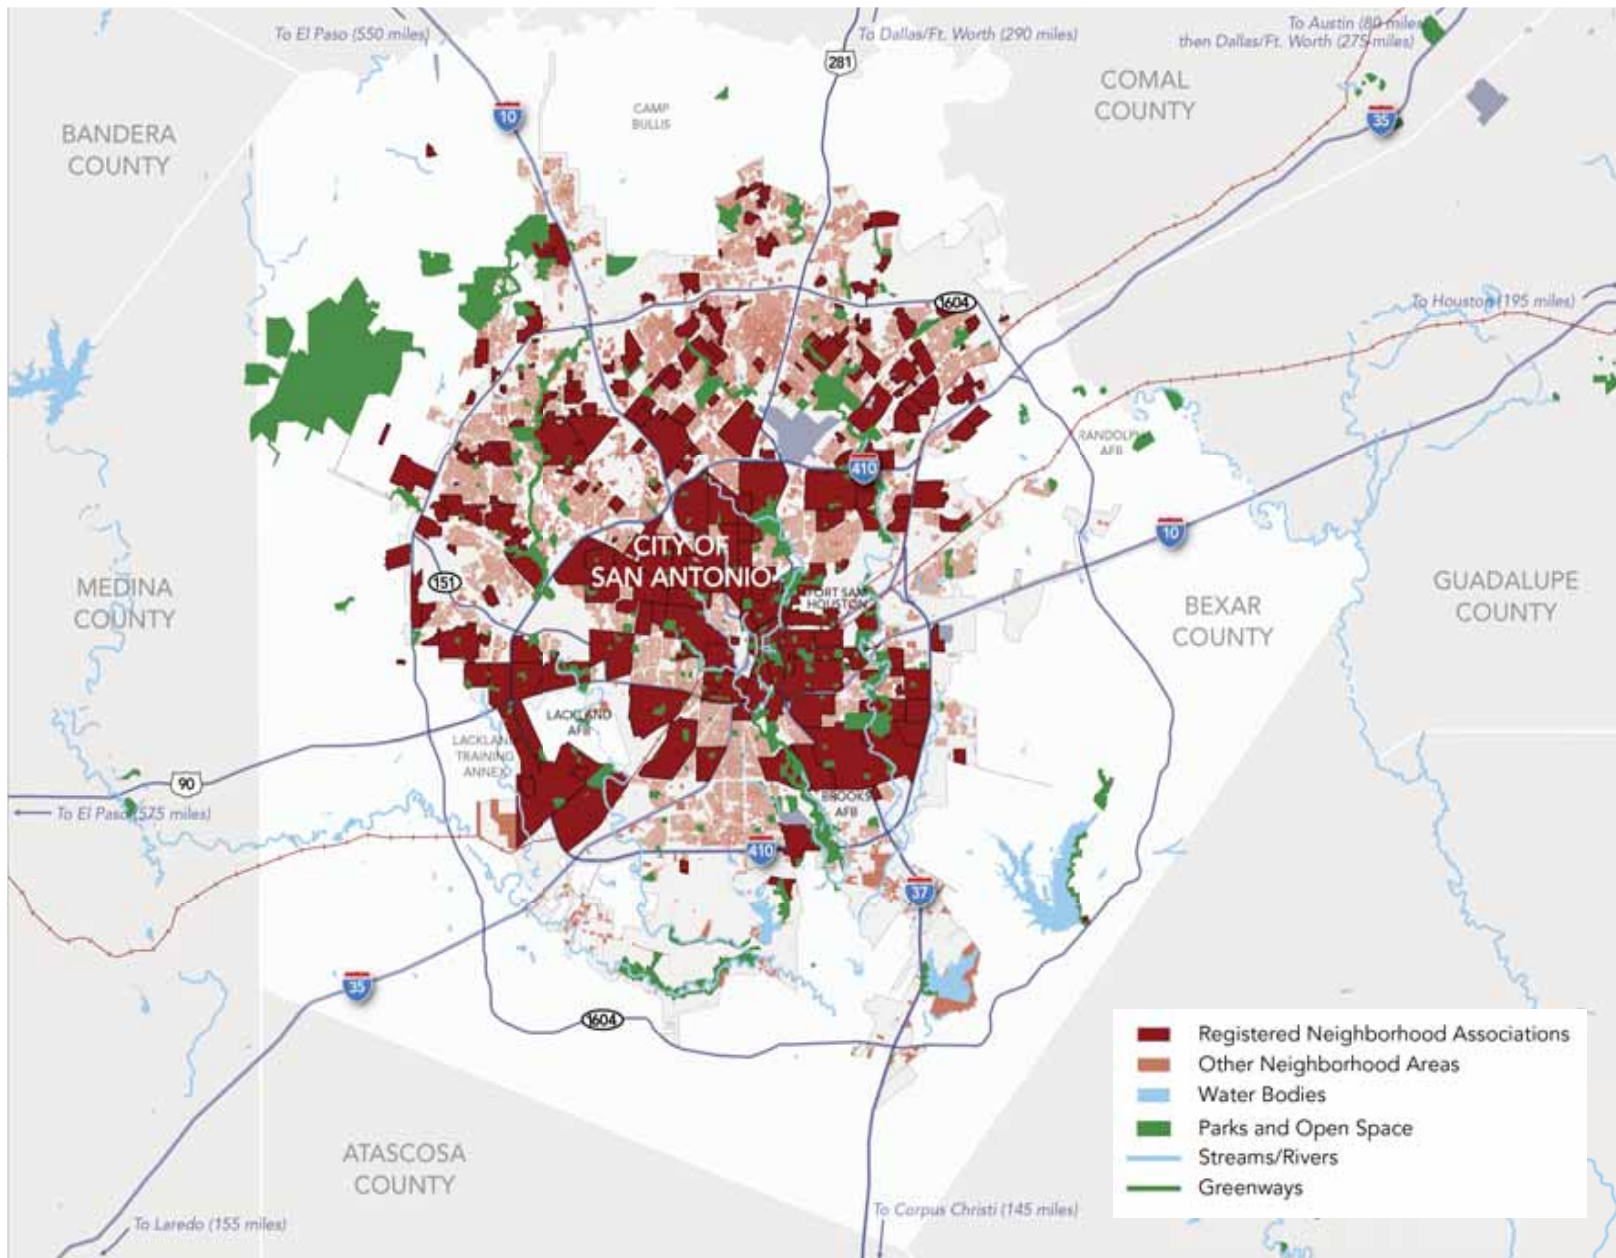 To El Paso (550 miles)
To Dallas/Ft. Worth (290 miles)
To Austin (80 miles)
then Dallas/Ft. Worth (275 miles)
281
COMAL
COUNTY
CAMP
BULLIS
10
35
BANDERA
COUNTY
1604
To Houston (195 miles)
RANDOLPH
AFB
410
10
CITY OF
SAN ANTONIO
151
MEDINA
COUNTY
FORT SAM
HOUSTON
BEXAR
COUNTY
GUADALUPE
COUNTY
LACKLAND
AFB
LACKLAND
TRAINING
ANNEX
90
To El Paso (575 miles)
BROOKS
AFB
410
37
35
1604
ATASCOSA
COUNTY
To Laredo (155 miles)
To Corpus Christi (145 miles)
Registered Neighborhood Associations
Other Neighborhood Areas
Water Bodies
Parks and Open Space
Streams/Rivers
Greenways